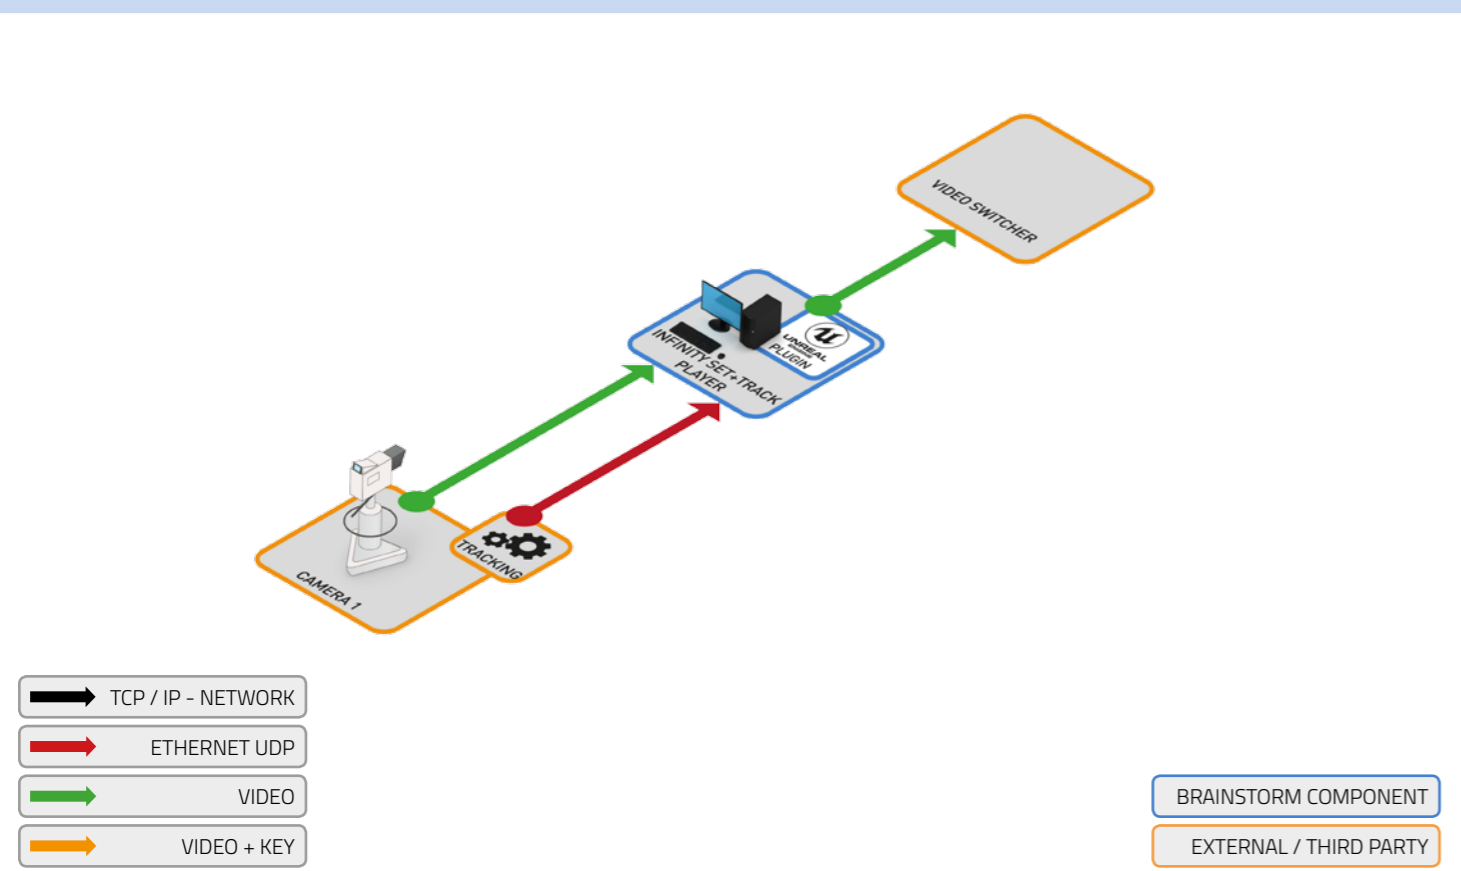 VIDEO SWITCHER
UNREAL
ENGINE
PLUGIN
INFINITY SET+TRACK
PLAYER
TRACKING
CAMERA 1
TCP / IP - NETWORK
ETHERNET UDP
VIDEO
VIDEO + KEY
BRAINSTORM COMPONENT
EXTERNAL / THIRD PARTY